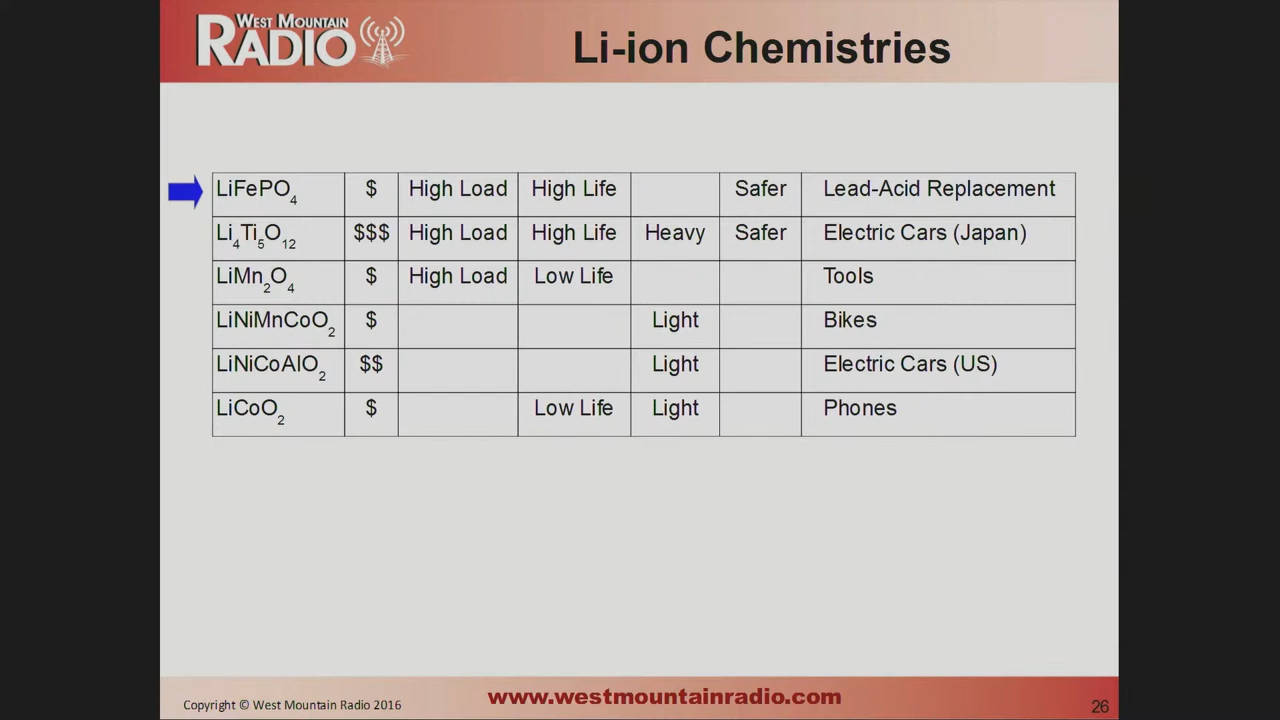 WEST MOUNTAIN
RADIO
Li-ion Chemistries
LiFePO4 $ High Load High Life Safer Lead-Acid Replacement
Li4Ti5O12 $$$ High Load High Life Heavy Safer Electric Cars (Japan)
LiMn2O4 $ High Load Low Life Tools
LiNiMnCoO2 $ Light Bikes
LiNiCoAlO2 $$ Light Electric Cars (US)
LiCoO2 $ Low Life Light Phones
Copyright © West Mountain Radio 2016 www.westmountainradio.com 26